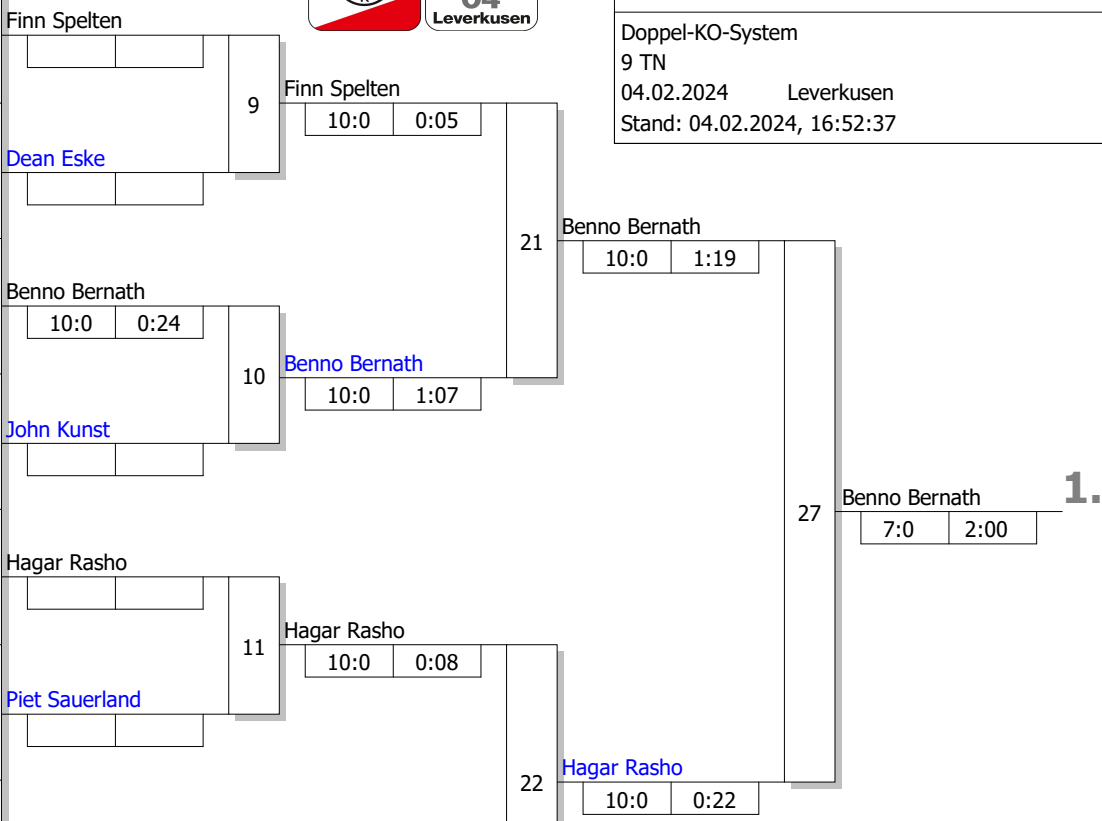 Finn Spelten
Leverkusen
Doppel-KO-System
9 TN
04.02.2024 Leverkusen
Stand: 04.02.2024, 16:52:37
9
Finn Spelten
10:0 0:05
Dean Eske
21
Benno Bernath
10:0 1:19
Benno Bernath
10:0 0:24
10
Benno Bernath
10:0 1:07
John Kunst
27
Benno Bernath
7:0 2:00
1.
Hagar Rasho
11
Hagar Rasho
10:0 0:08
Piet Sauerland
22
Hagar Rasho
10:0 0:22